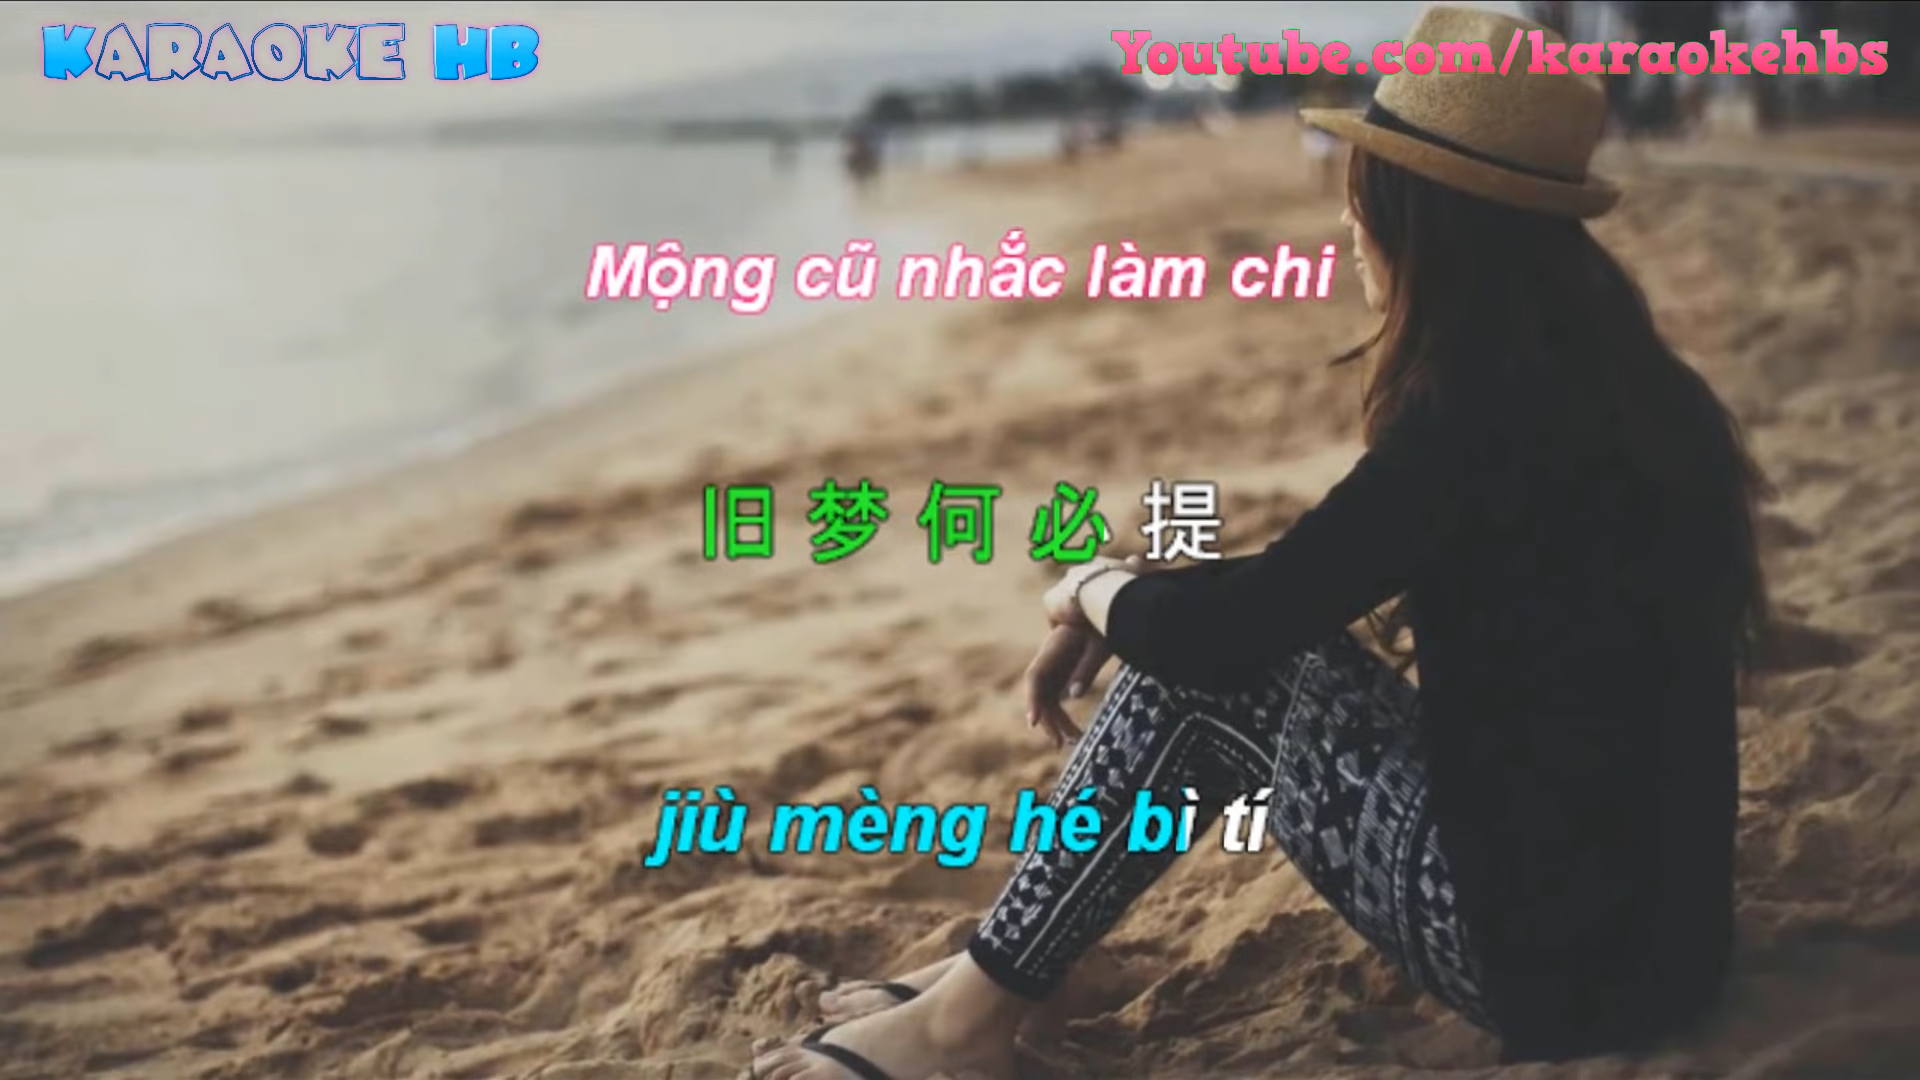 KARAOKE HB
Youtube.com/karaokehbs
Mộng cũ nhắc làm chi
旧 梦 何 必 提
jiù mèng hé bì tí